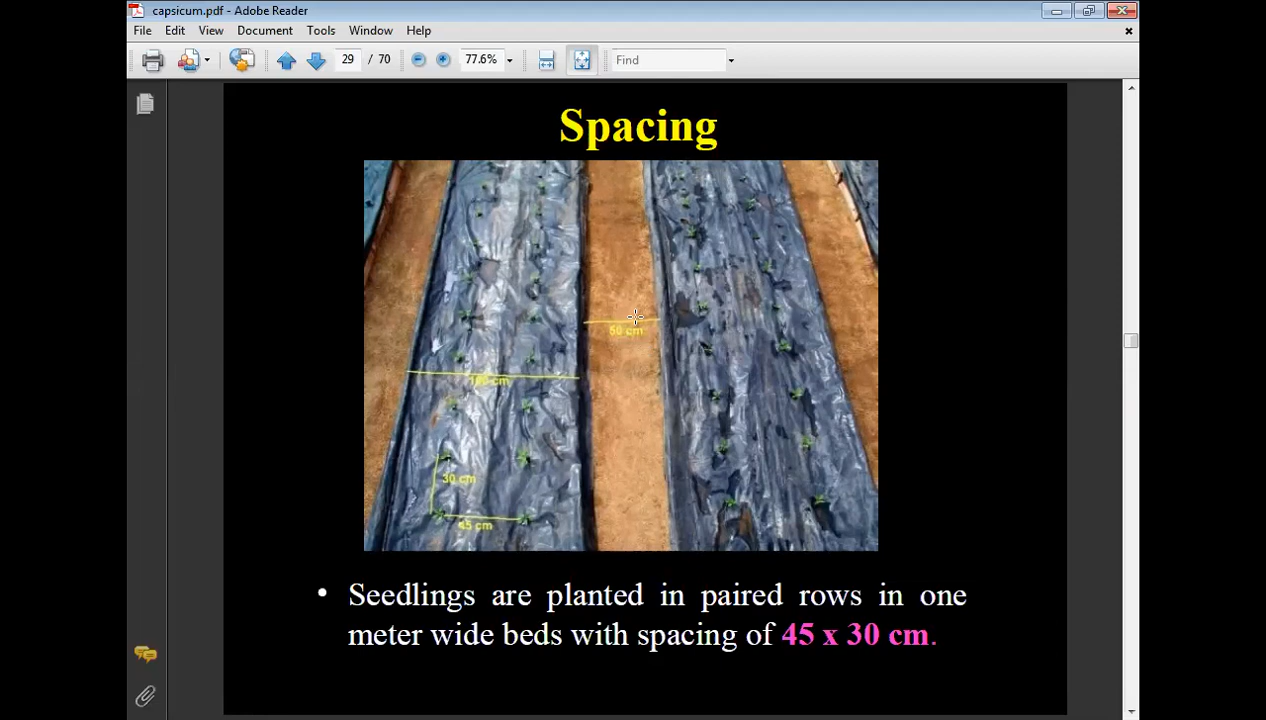 capsicum.pdf - Adobe Reader
File Edit View Document Tools Window Help
29 / 70 77.6% Find
Spacing
50 cm
100 cm
30 cm
45 cm
• Seedlings are planted in paired rows in one
meter wide beds with spacing of 45 x 30 cm.